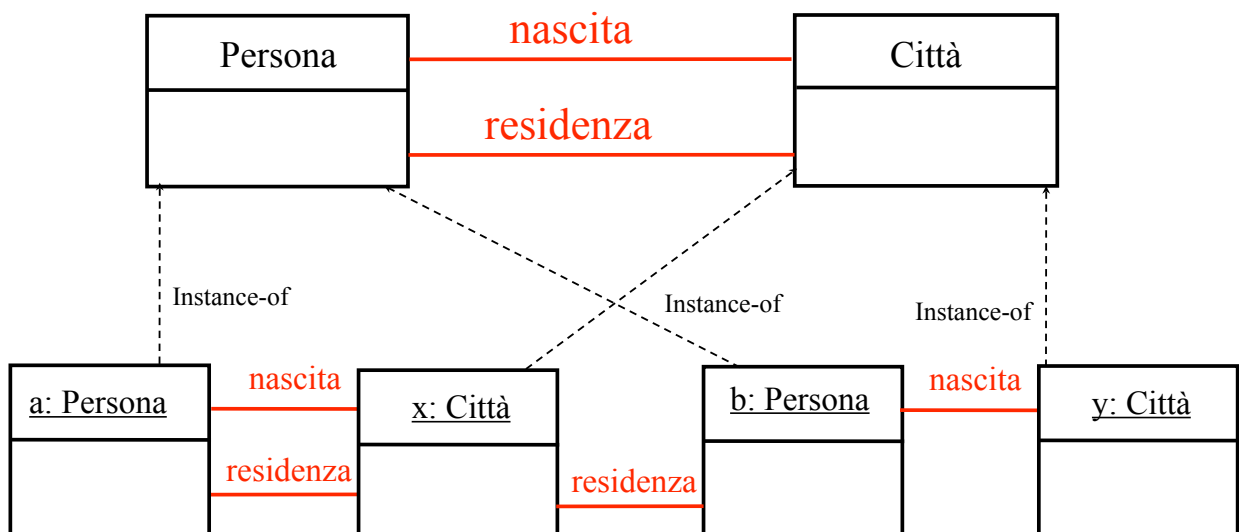 nascita
Persona
Città
residenza
Instance-of
Instance-of
Instance-of
a: Persona
nascita
x: Città
b: Persona
nascita
y: Città
residenza
residenza